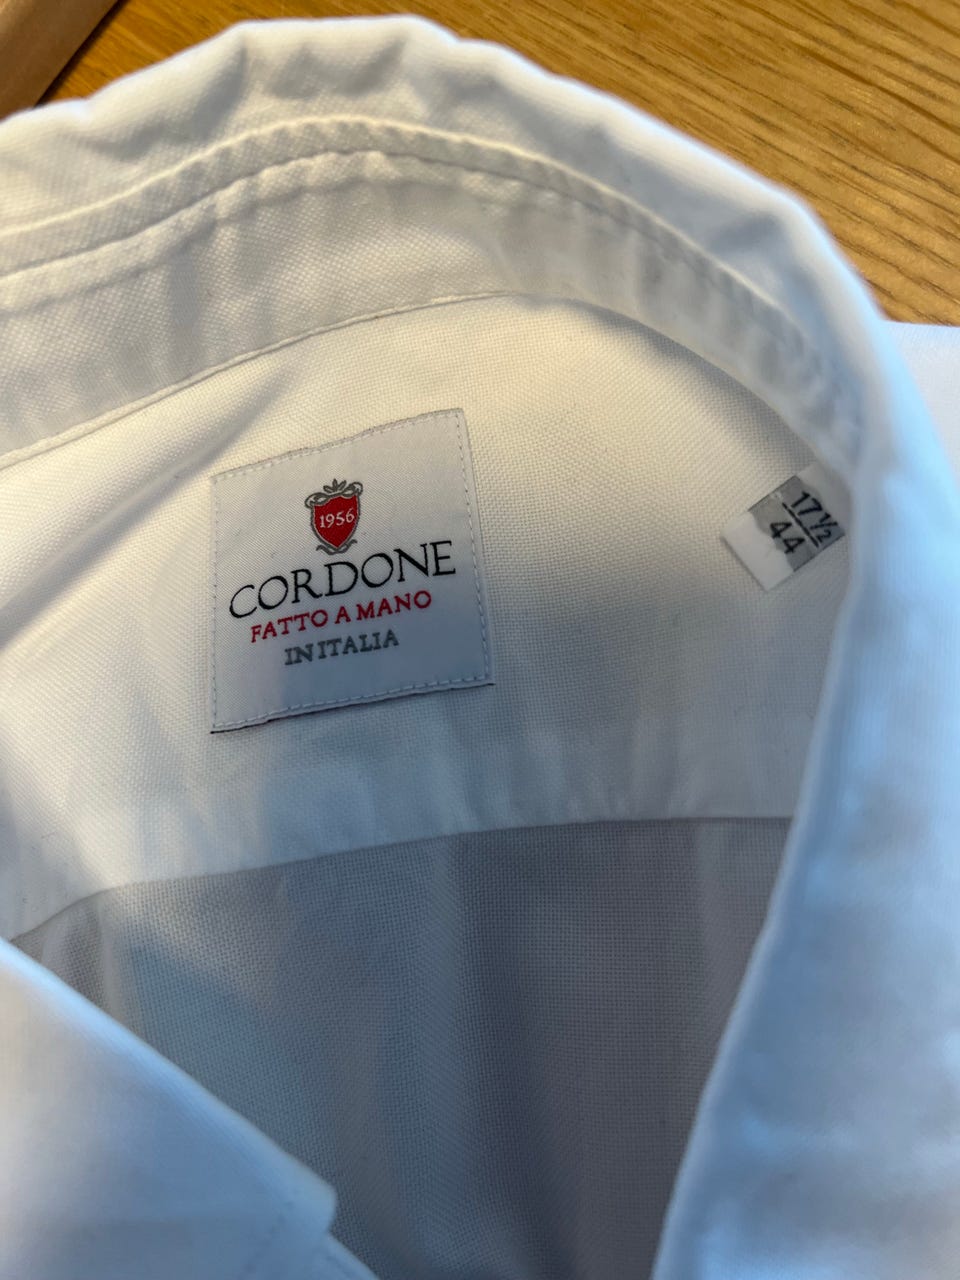 1956
CORDONE
FATTO A MANO
IN ITALIA
17½
44